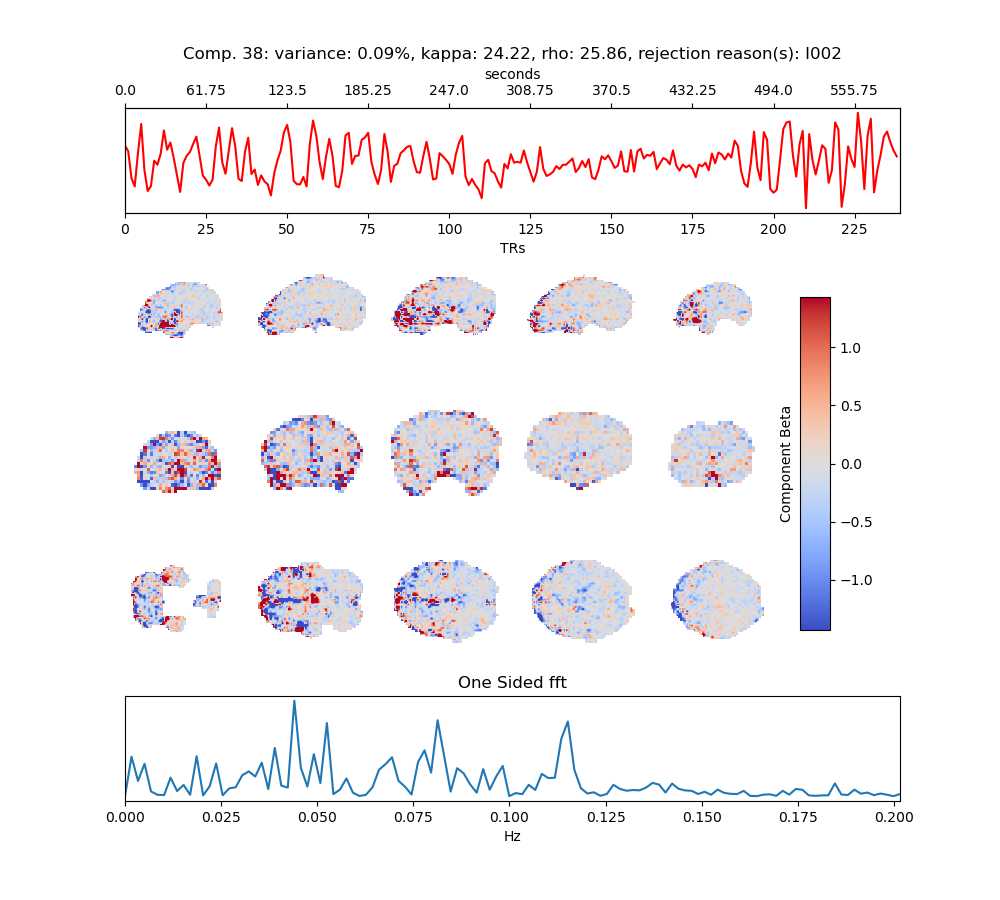 Comp. 38: variance: 0.09%, kappa: 24.22, rho: 25.86, rejection reason(s): I002
seconds
0.0 61.75 123.5 185.25 247.0 308.75 370.5 432.25 494.0 555.75
0 25 50 75 100 125 150 175 200 225
TRs
1.0
0.5
0.0
−0.5
−1.0
Component Beta
One Sided fft
0.000 0.025 0.050 0.075 0.100 0.125 0.150 0.175 0.200
Hz